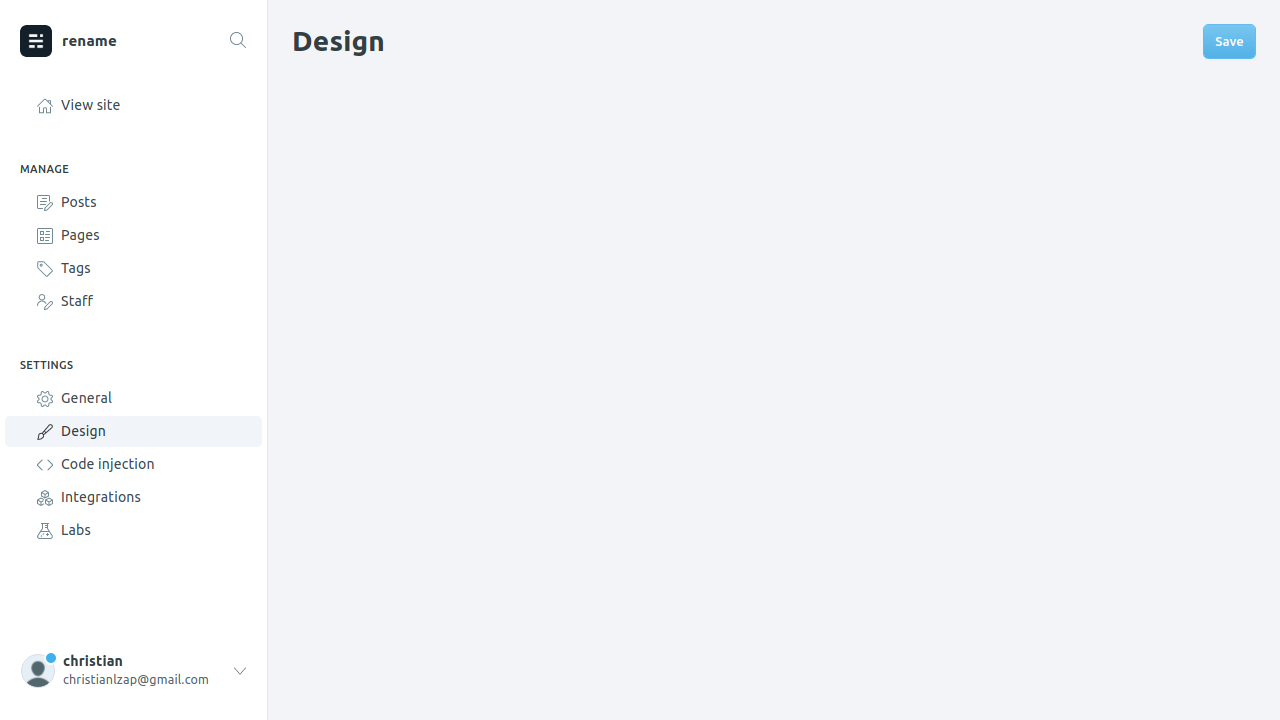 rename
View site
MANAGE
Posts
Pages
Tags
Staff
SETTINGS
General
Design
Code injection
Integrations
Labs
christian
christianlzap@gmail.com
Design
Save